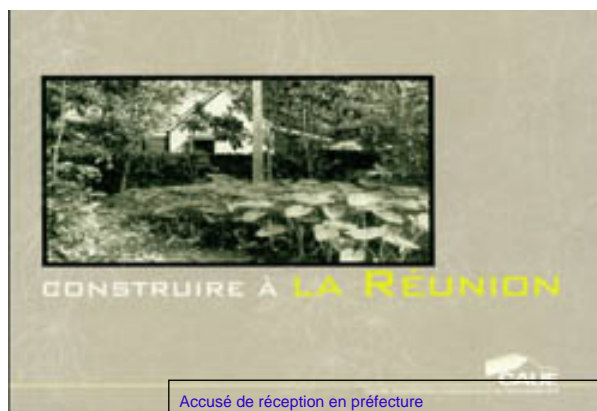 CONSTRUIRE À LA RÉUNION
CAUE
Accusé de réception en préfecture